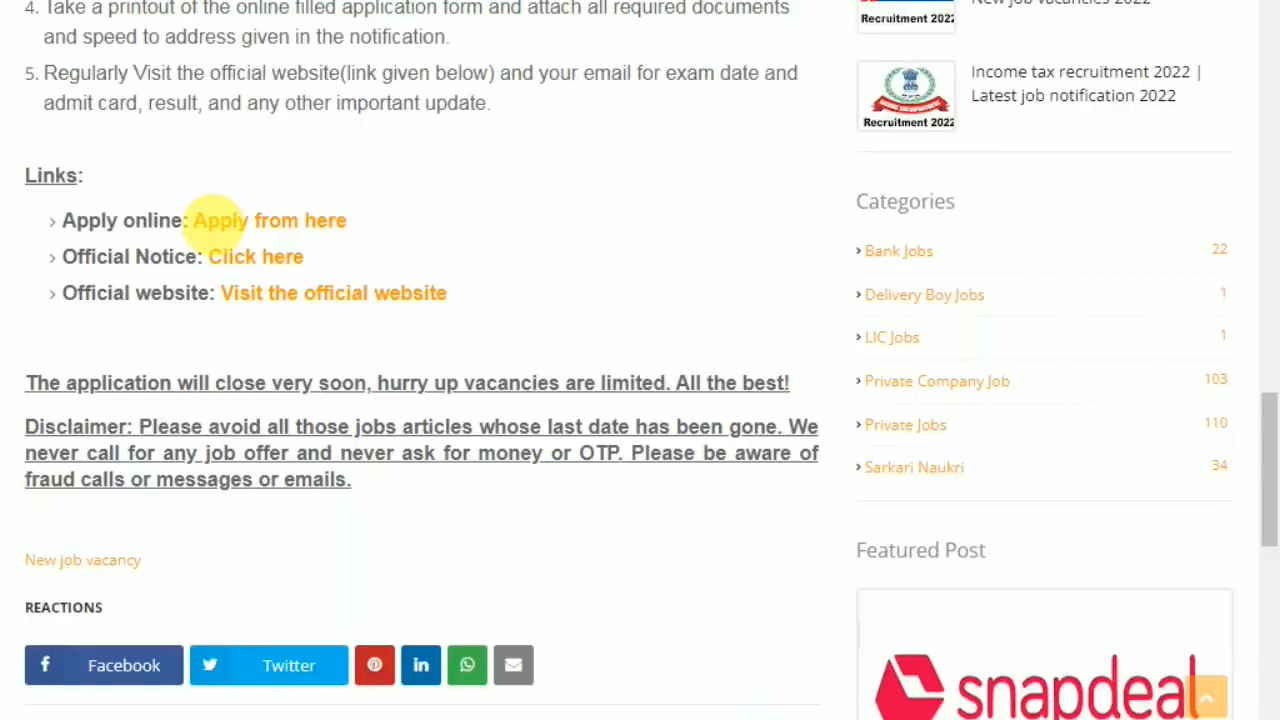 4. Take a printout of the online filled application form and attach all required documents
and speed to address given in the notification.
5. Regularly Visit the official website(link given below) and your email for exam date and
admit card, result, and any other important update.
Links:
› Apply online: Apply from here
› Official Notice: Click here
› Official website: Visit the official website
The application will close very soon, hurry up vacancies are limited. All the best!
Disclaimer: Please avoid all those jobs articles whose last date has been gone. We
never call for any job offer and never ask for money or OTP. Please be aware of
fraud calls or messages or emails.
New job vacancy
REACTIONS
Facebook
Twitter
Recruitment 2022
New job vacancies 2022
Recruitment 2022
Income tax recruitment 2022 |
Latest job notification 2022
Categories
› Bank Jobs 22
› Delivery Boy Jobs 1
› LIC Jobs 1
› Private Company Job 103
› Private Jobs 110
› Sarkari Naukri 34
Featured Post
snapdeal